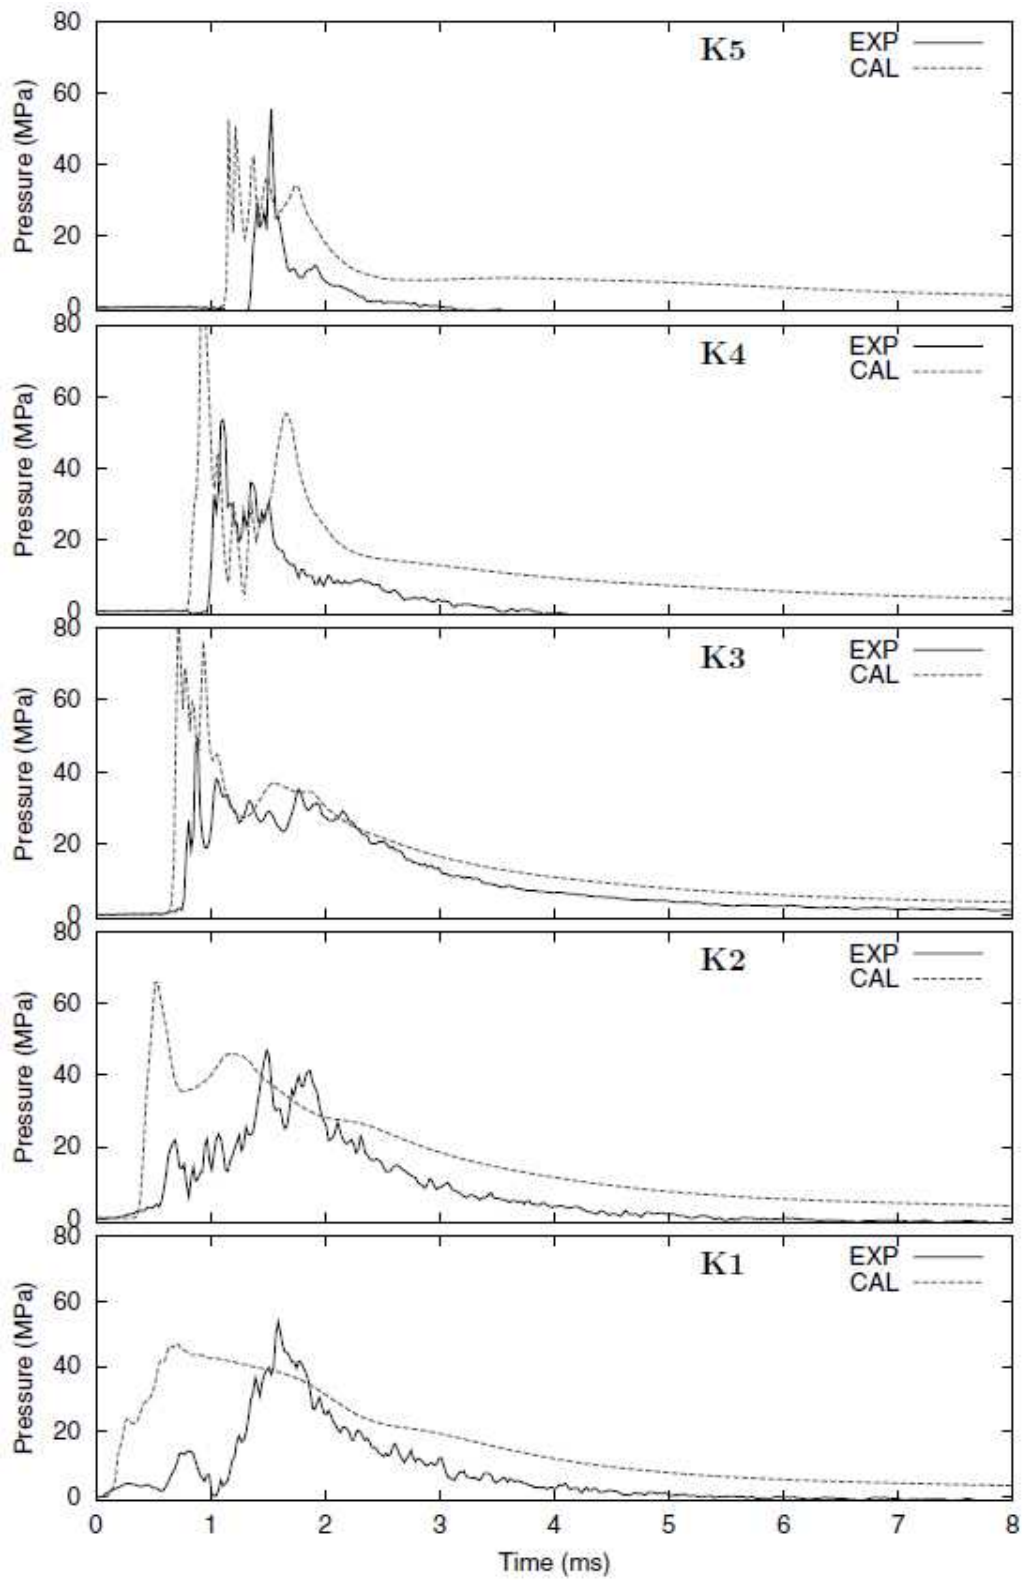 80
K5
EXP
CAL
60
40
20
0
Pressure (MPa)
80
K4
EXP
CAL
60
40
20
0
Pressure (MPa)
80
K3
EXP
CAL
60
40
20
0
Pressure (MPa)
80
K2
EXP
CAL
60
40
20
0
Pressure (MPa)
80
K1
EXP
CAL
60
40
20
0
Pressure (MPa)
0 1 2 3 4 5 6 7 8
Time (ms)